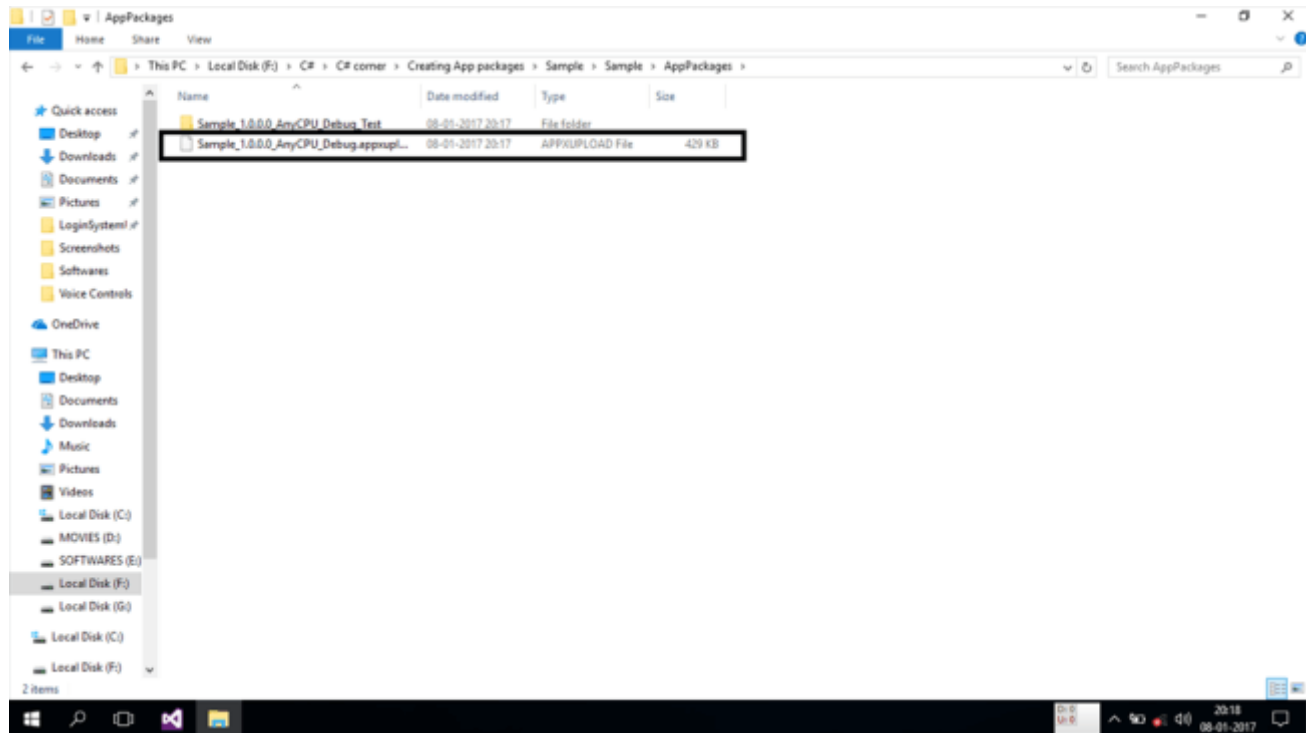 AppPackages
File Home Share View
This PC › Local Disk (F:) › C# › C# corner › Creating App packages › Sample › Sample › AppPackages ›
Search AppPackages
Name Date modified Type Size
Sample_1.0.0.0_AnyCPU_Debug_Test 08-01-2017 20:17 File folder
Sample_1.0.0.0_AnyCPU_Debug.appxupl... 08-01-2017 20:17 APPXUPLOAD File 429 KB
Quick access
Desktop
Downloads
Documents
Pictures
LoginSystem
Screenshots
Softwares
Voice Controls
OneDrive
This PC
Desktop
Documents
Downloads
Music
Pictures
Videos
Local Disk (C:)
MOVIES (D:)
SOFTWARES (E:)
Local Disk (F:)
Local Disk (G:)
Local Disk (C:)
Local Disk (F:)
2 items
D: 0
U: 0
20:18
08-01-2017